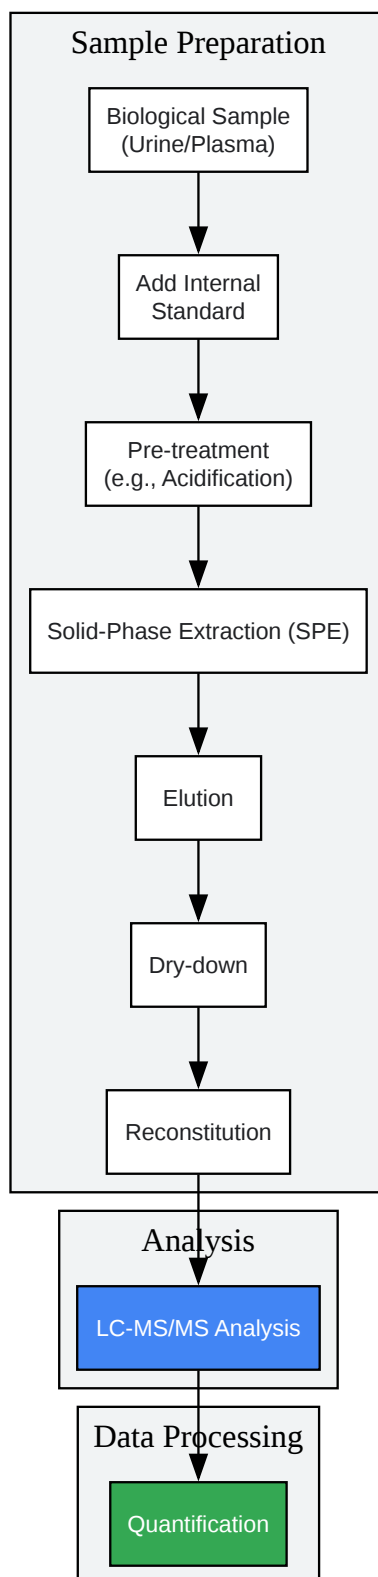 Sample Preparation
Biological Sample
(Urine/Plasma)
Add Internal
Standard
Pre-treatment
(e.g., Acidification)
Solid-Phase Extraction (SPE)
Elution
Dry-down
Reconstitution
Analysis
LC-MS/MS Analysis
Data Processing
Quantification